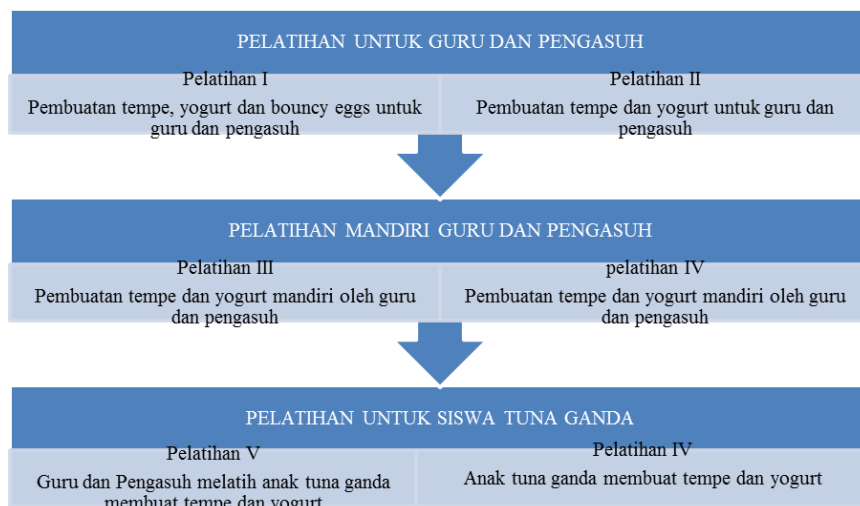 PELATIHAN UNTUK GURU DAN PENGASUH
Pelatihan I
Pembuatan tempe, yogurt dan bouncy eggs untuk
guru dan pengasuh
Pelatihan II
Pembuatan tempe dan yogurt untuk guru dan
pengasuh
PELATIHAN MANDIRI GURU DAN PENGASUH
Pelatihan III
Pembuatan tempe dan yogurt mandiri oleh guru
dan pengasuh
pelatihan IV
Pembuatan tempe dan yogurt mandiri oleh guru
dan pengasuh
PELATIHAN UNTUK SISWA TUNA GANDA
Pelatihan V
Guru dan Pengasuh melatih anak tuna ganda
membuat tempe dan yogurt
Pelatihan IV
Anak tuna ganda membuat tempe dan yogurt